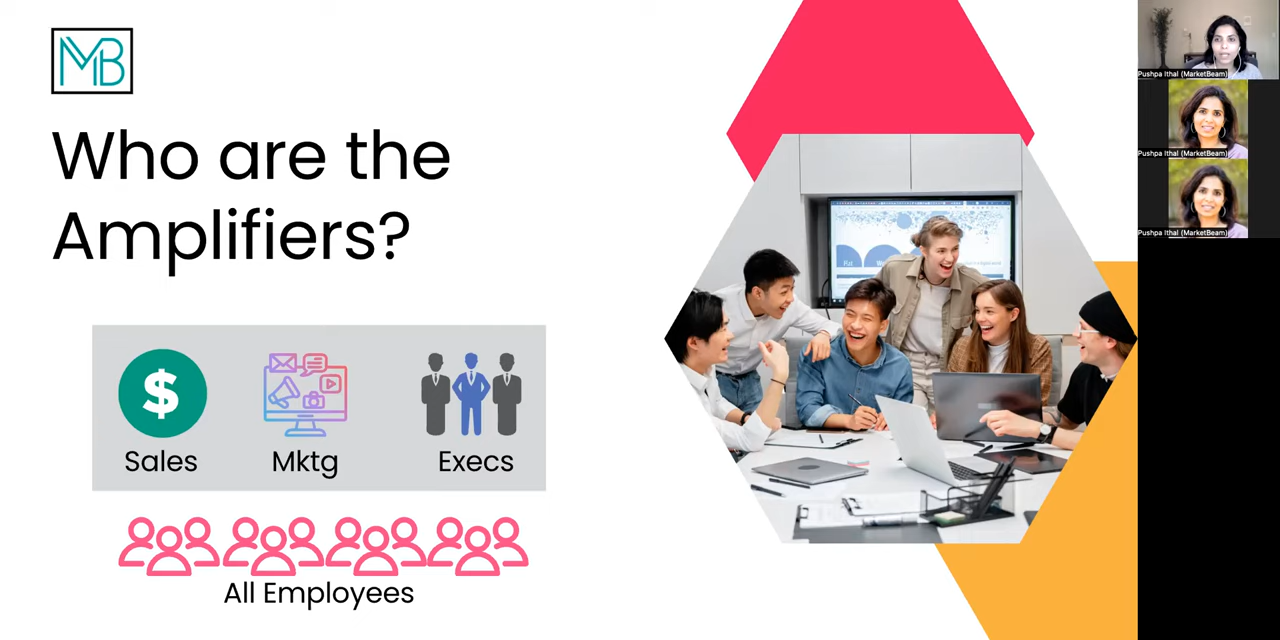 MB
Who are the
Amplifiers?
$
Sales
Mktg
Execs
All Employees
Pushpa Ithal (MarketBeam)
Pushpa Ithal (MarketBeam)
Pushpa Ithal (MarketBeam)